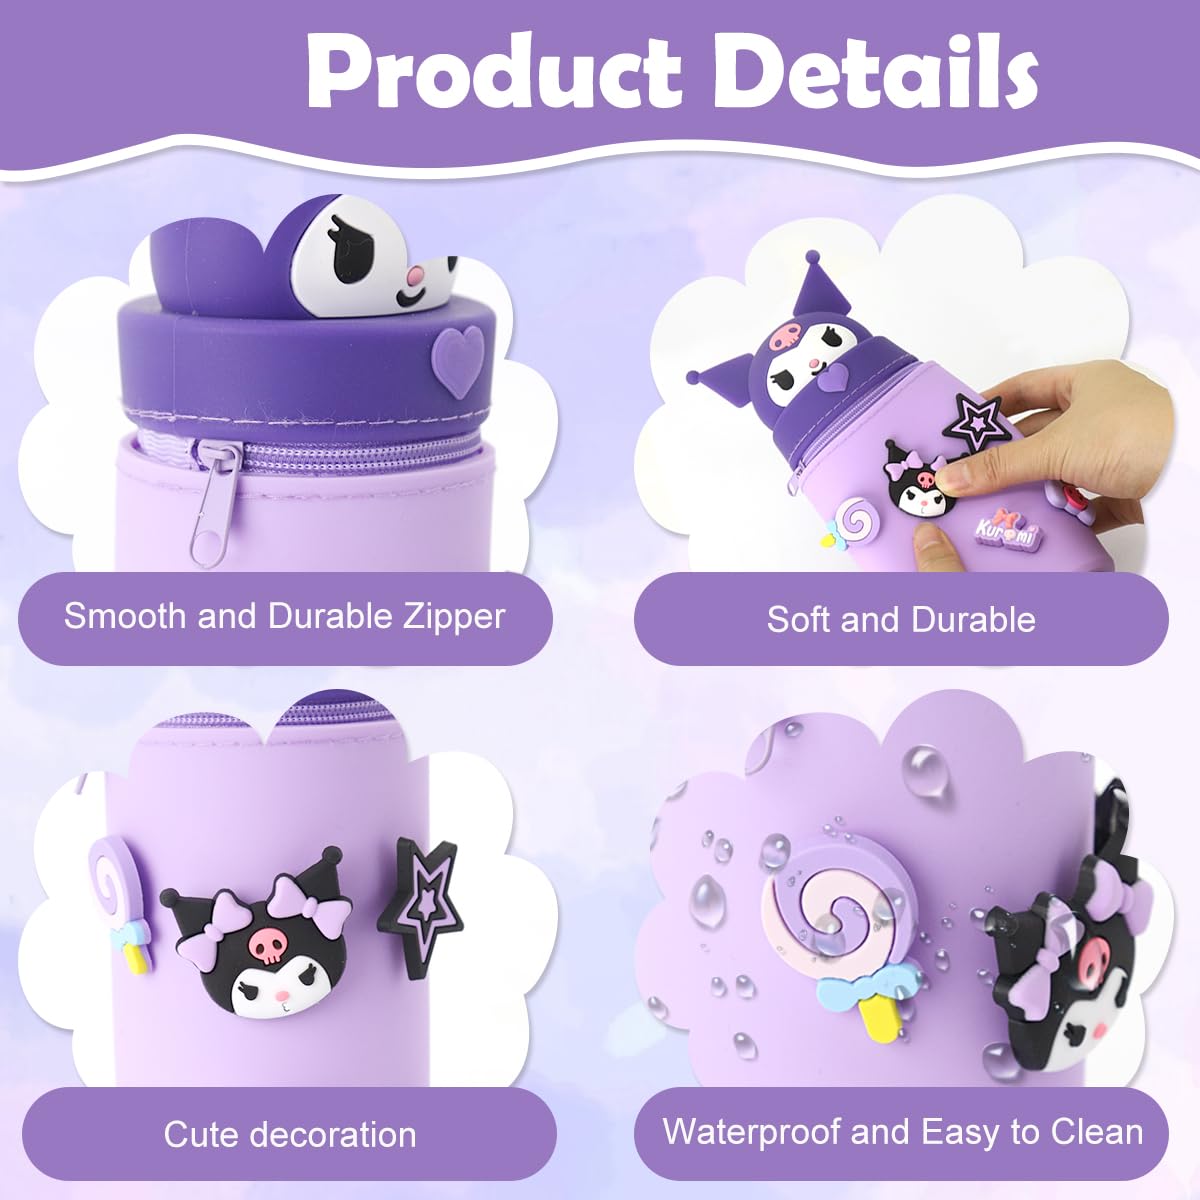 Product Details
Smooth and Durable Zipper
Kuromi
Soft and Durable
Cute decoration
Waterproof and Easy to Clean